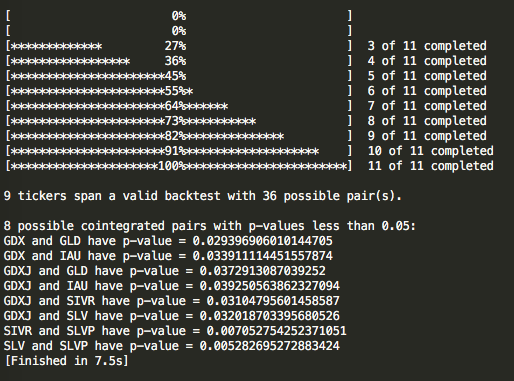 [                       0%                       ]
[                       0%                       ]
[*************         27%                       ]  3 of 11 completed
[*****************     36%                       ]  4 of 11 completed
[**********************45%                       ]  5 of 11 completed
[**********************55%*                      ]  6 of 11 completed
[**********************64%******                 ]  7 of 11 completed
[**********************73%**********             ]  8 of 11 completed
[**********************82%**************         ]  9 of 11 completed
[**********************91%*******************    ]  10 of 11 completed
[*********************100%***********************]  11 of 11 completed
9 tickers span a valid backtest with 36 possible pair(s).
8 possible cointegrated pairs with p-values less than 0.05:
GDX and GLD have p-value = 0.029396906010144705
GDX and IAU have p-value = 0.033911114451557874
GDXJ and GLD have p-value = 0.0372913087039252
GDXJ and IAU have p-value = 0.039250563862327094
GDXJ and SIVR have p-value = 0.03104795601458587
GDXJ and SLV have p-value = 0.032018703395680526
SIVR and SLVP have p-value = 0.007052754252371051
SLV and SLVP have p-value = 0.005282695272883424
[Finished in 7.5s]